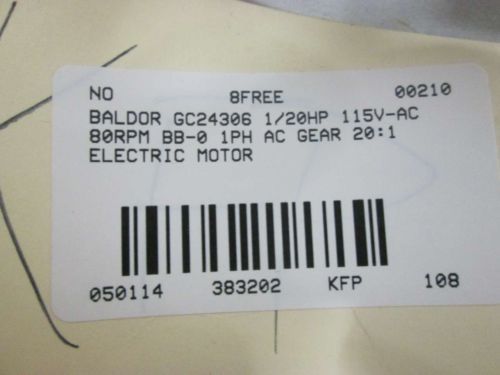 NO 8FREE 00210
BALDOR GC24306 1/20HP 115V-AC
80RPM BB-0 1PH AC GEAR 20:1
ELECTRIC MOTOR
050114 383202 KFP 108